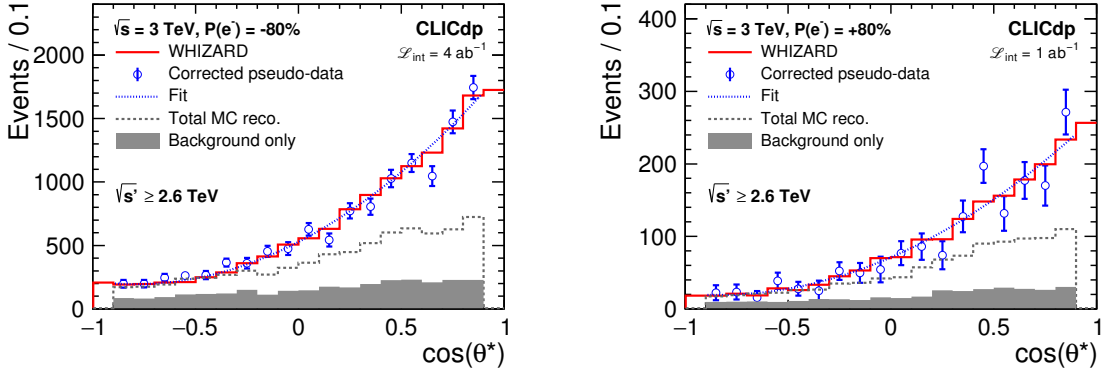 √s = 3 TeV, P(e⁻) = -80%
CLICdp
ℒint = 4 ab⁻¹
WHIZARD
Corrected pseudo-data
Fit
Total MC reco.
Background only
√s' ≥ 2.6 TeV
Events / 0.1
2000
1500
1000
500
0
−1
−0.5
0
0.5
1
cos(θ*)
√s = 3 TeV, P(e⁻) = +80%
CLICdp
ℒint = 1 ab⁻¹
WHIZARD
Corrected pseudo-data
Fit
Total MC reco.
Background only
√s' ≥ 2.6 TeV
Events / 0.1
400
300
200
100
0
−1
−0.5
0
0.5
1
cos(θ*)